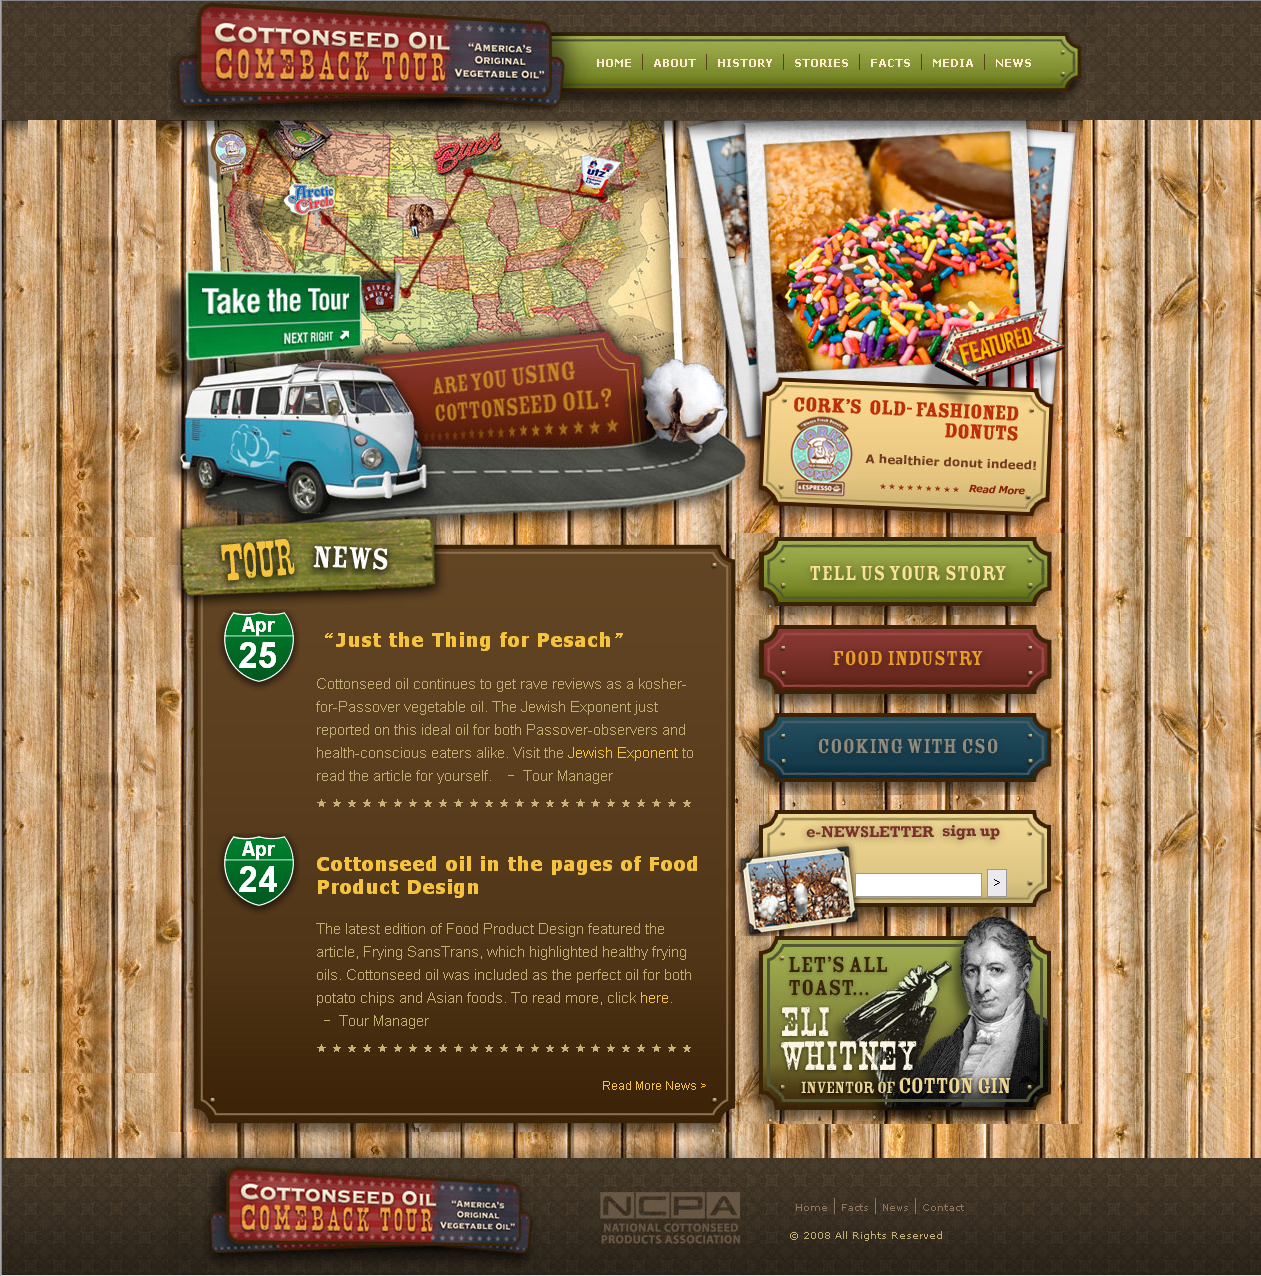 COTTONSEED OIL
COMEBACK TOUR
"AMERICA'S
ORIGINAL
VEGETABLE OIL"
HOME
ABOUT
HISTORY
STORIES
FACTS
MEDIA
NEWS
Arctic
Circle
Buca
utz
RIVER
SMITH'S
Take the Tour
NEXT RIGHT
ARE YOU USING
COTTONSEED OIL?
FEATURED
CORK'S OLD-FASHIONED
DONUTS
CORK'S
DONUTS
& ESPRESSO
A healthier donut indeed!
Read More
TOUR NEWS
Apr
25
“Just the Thing for Pesach”
Cottonseed oil continues to get rave reviews as a kosher-
for-Passover vegetable oil. The Jewish Exponent just
reported on this ideal oil for both Passover-observers and
health-conscious eaters alike. Visit the Jewish Exponent to
read the article for yourself. – Tour Manager
Apr
24
Cottonseed oil in the pages of Food
Product Design
The latest edition of Food Product Design featured the
article, Frying SansTrans, which highlighted healthy frying
oils. Cottonseed oil was included as the perfect oil for both
potato chips and Asian foods. To read more, click here.
– Tour Manager
Read More News >
TELL US YOUR STORY
FOOD INDUSTRY
COOKING WITH CSO
e-NEWSLETTER sign up
>
LET'S ALL
TOAST...
ELI
WHITNEY
INVENTOR OF COTTON GIN
COTTONSEED OIL
COMEBACK TOUR
"AMERICA'S
ORIGINAL
VEGETABLE OIL"
NCPA
NATIONAL COTTONSEED
PRODUCTS ASSOCIATION
Home
Facts
News
Contact
© 2008 All Rights Reserved